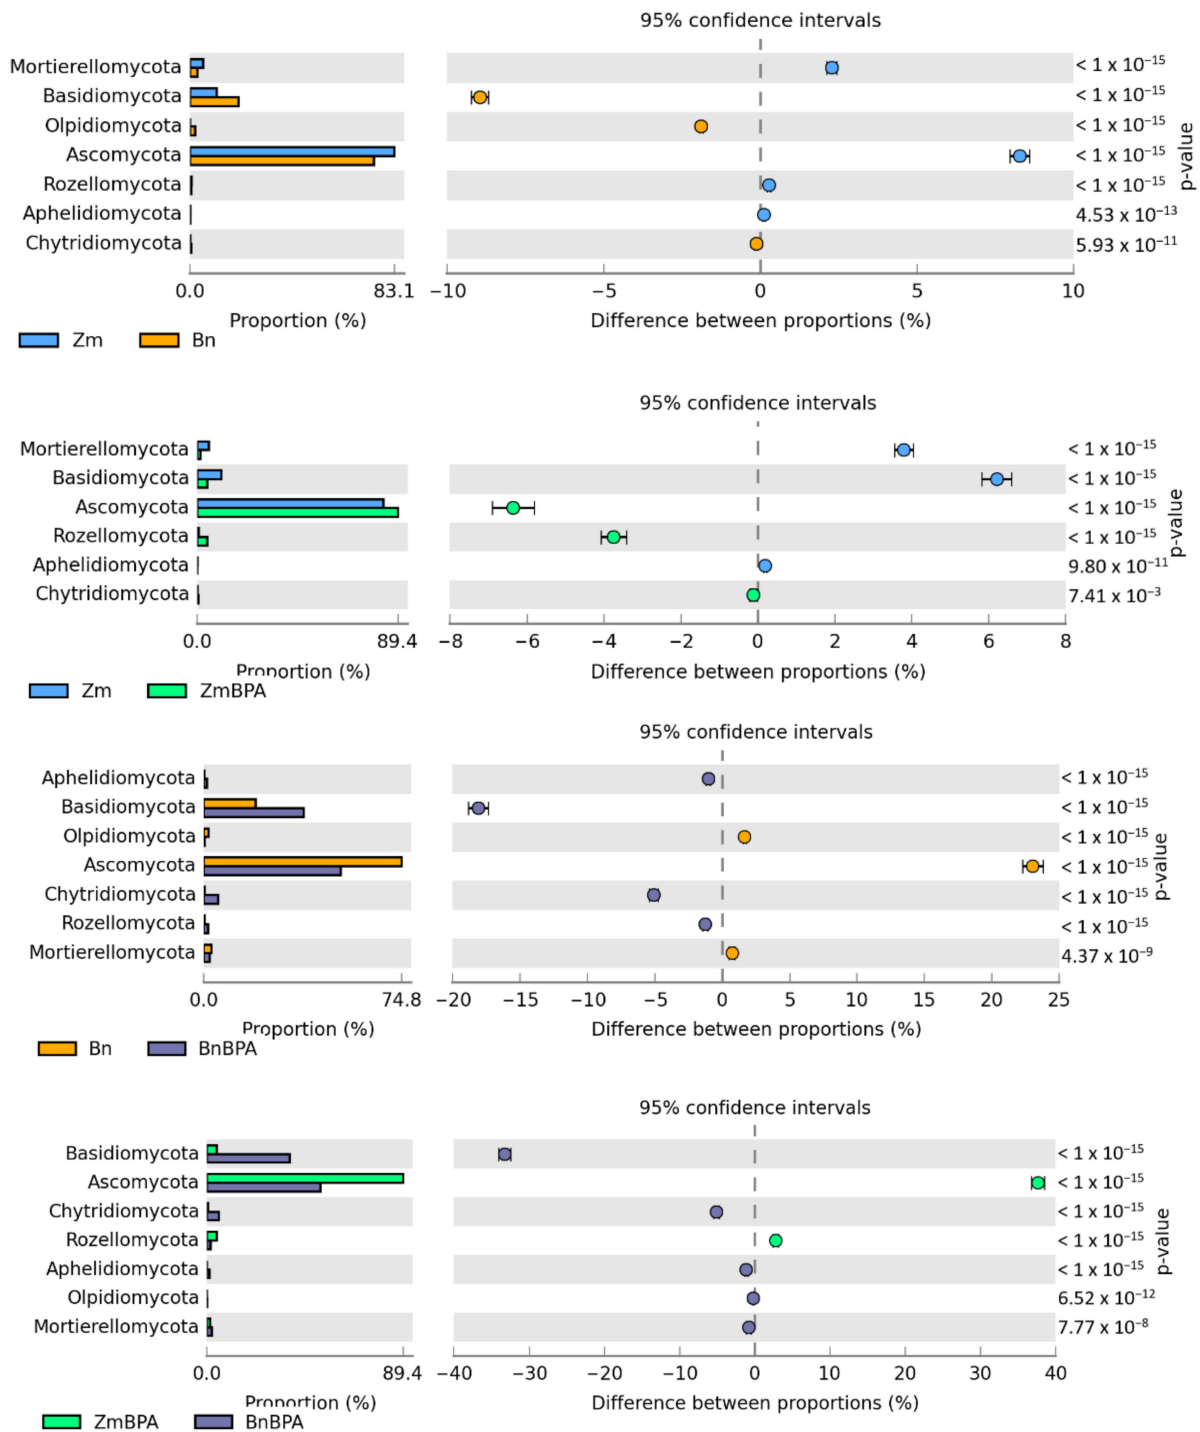 95% confidence intervals
Mortierellomycota < 1 x 10⁻¹⁵
Basidiomycota < 1 x 10⁻¹⁵
Olpidiomycota < 1 x 10⁻¹⁵
Ascomycota < 1 x 10⁻¹⁵
Rozellomycota < 1 x 10⁻¹⁵
Aphelidiomycota 4.53 x 10⁻¹³
Chytridiomycota 5.93 x 10⁻¹¹
p-value
0.0 83.1 −10 −5 0 5 10
Proportion (%) Difference between proportions (%)
Zm Bn
95% confidence intervals
Mortierellomycota < 1 x 10⁻¹⁵
Basidiomycota < 1 x 10⁻¹⁵
Ascomycota < 1 x 10⁻¹⁵
Rozellomycota < 1 x 10⁻¹⁵
Aphelidiomycota 9.80 x 10⁻¹¹
Chytridiomycota 7.41 x 10⁻³
p-value
0.0 89.4 −8 −6 −4 −2 0 2 4 6 8
Proportion (%) Difference between proportions (%)
Zm ZmBPA
95% confidence intervals
Aphelidiomycota < 1 x 10⁻¹⁵
Basidiomycota < 1 x 10⁻¹⁵
Olpidiomycota < 1 x 10⁻¹⁵
Ascomycota < 1 x 10⁻¹⁵
Chytridiomycota < 1 x 10⁻¹⁵
Rozellomycota < 1 x 10⁻¹⁵
Mortierellomycota 4.37 x 10⁻⁹
p-value
0.0 74.8 −20 −15 −10 −5 0 5 10 15 20 25
Proportion (%) Difference between proportions (%)
Bn BnBPA
95% confidence intervals
Basidiomycota < 1 x 10⁻¹⁵
Ascomycota < 1 x 10⁻¹⁵
Chytridiomycota < 1 x 10⁻¹⁵
Rozellomycota < 1 x 10⁻¹⁵
Aphelidiomycota < 1 x 10⁻¹⁵
Olpidiomycota 6.52 x 10⁻¹²
Mortierellomycota 7.77 x 10⁻⁸
p-value
0.0 89.4 −40 −30 −20 −10 0 10 20 30 40
Proportion (%) Difference between proportions (%)
ZmBPA BnBPA